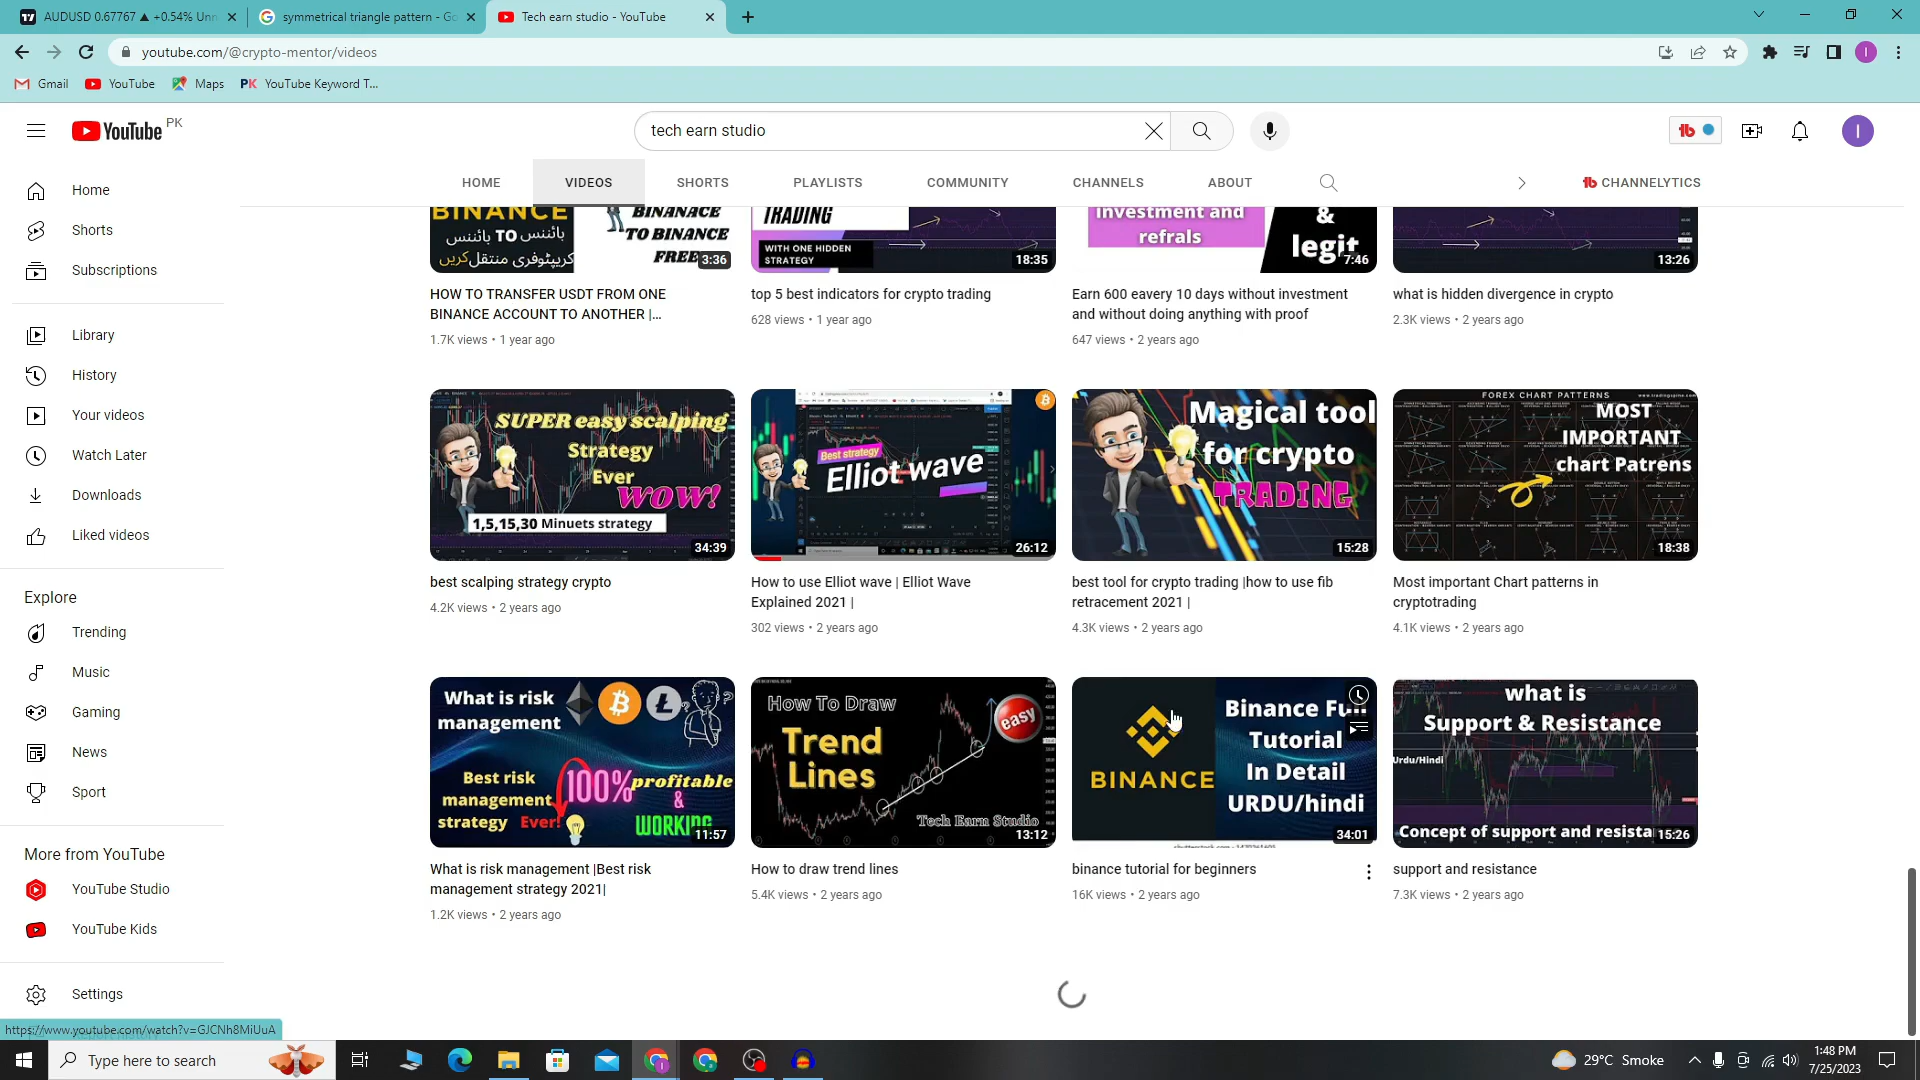 AUDUSD 0.67767 ▲ +0.54% Unn
symmetrical triangle pattern - Go
Tech earn studio - YouTube
youtube.com/@crypto-mentor/videos
Gmail
YouTube
Maps
PK YouTube Keyword T...
YouTube PK
tech earn studio
HOME
VIDEOS
SHORTS
PLAYLISTS
COMMUNITY
CHANNELS
ABOUT
CHANNELYTICS
Home
Shorts
Subscriptions
Library
History
Your videos
Watch Later
Downloads
Liked videos
Explore
Trending
Music
Gaming
News
Sport
More from YouTube
YouTube Studio
YouTube Kids
Settings
BINANCE
بائننس TO بائننس
کریپٹوفری منتقل کریں
BINANACE
TO BINANCE
FREE
3:36
HOW TO TRANSFER USDT FROM ONE
BINANCE ACCOUNT TO ANOTHER |...
1.7K views • 1 year ago
TRADING
WITH ONE HIDDEN
STRATEGY
18:35
top 5 best indicators for crypto trading
628 views • 1 year ago
investment and
refrals
&
legit
7:46
Earn 600 eavery 10 days without investment
and without doing anything with proof
647 views • 2 years ago
13:26
what is hidden divergence in crypto
2.3K views • 2 years ago
SUPER easy scalping
Strategy
Ever
WOW!
1,5,15,30 Minuets strategy
34:39
best scalping strategy crypto
4.2K views • 2 years ago
Best strategy
Elliot wave
26:12
How to use Elliot wave | Elliot Wave
Explained 2021 |
302 views • 2 years ago
Magical tool
for crypto
TRADING
15:28
best tool for crypto trading |how to use fib
retracement 2021 |
4.3K views • 2 years ago
FOREX CHART PATTERNS
MOST
IMPORTANT
chart Patrens
18:38
Most important Chart patterns in
cryptotrading
4.1K views • 2 years ago
What is risk
management
Best risk
management
strategy Ever!
100% profitable
&
WORKING
11:57
What is risk management |Best risk
management strategy 2021|
1.2K views • 2 years ago
How To Draw
Trend
Lines
easy
Tech Earn Studio
13:12
How to draw trend lines
5.4K views • 2 years ago
BINANCE
Binance Full
Tutorial
In Detail
URDU/hindi
34:01
binance tutorial for beginners
16K views • 2 years ago
what is
Support & Resistance
Urdu/Hindi
Concept of support and resista
15:26
support and resistance
7.3K views • 2 years ago
https://www.youtube.com/watch?v=GJCNh8MiUuA
Type here to search
29°C Smoke
1:48 PM
7/25/2023